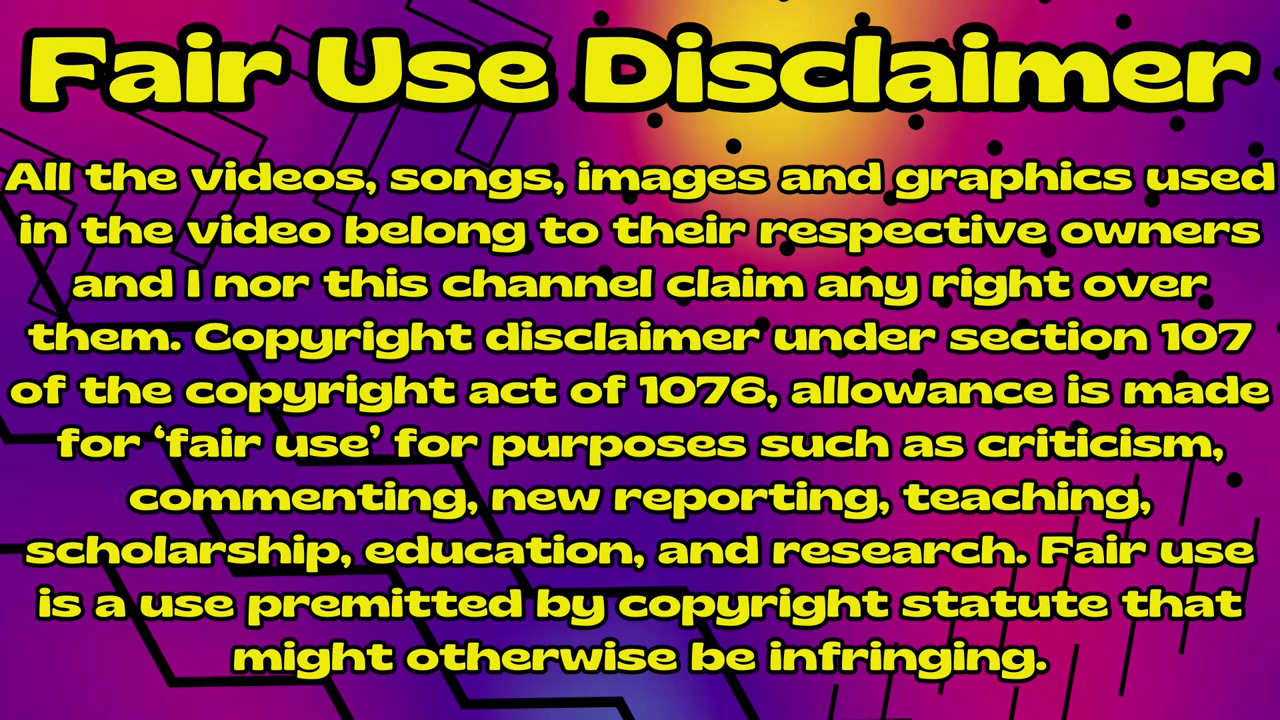 Fair Use Disclaimer
All the videos, songs, images and graphics used
in the video belong to their respective owners
and I nor this channel claim any right over
them. Copyright disclaimer under section 107
of the copyright act of 1076, allowance is made
for ‘fair use’ for purposes such as criticism,
commenting, new reporting, teaching,
scholarship, education, and research. Fair use
is a use premitted by copyright statute that
might otherwise be infringing.